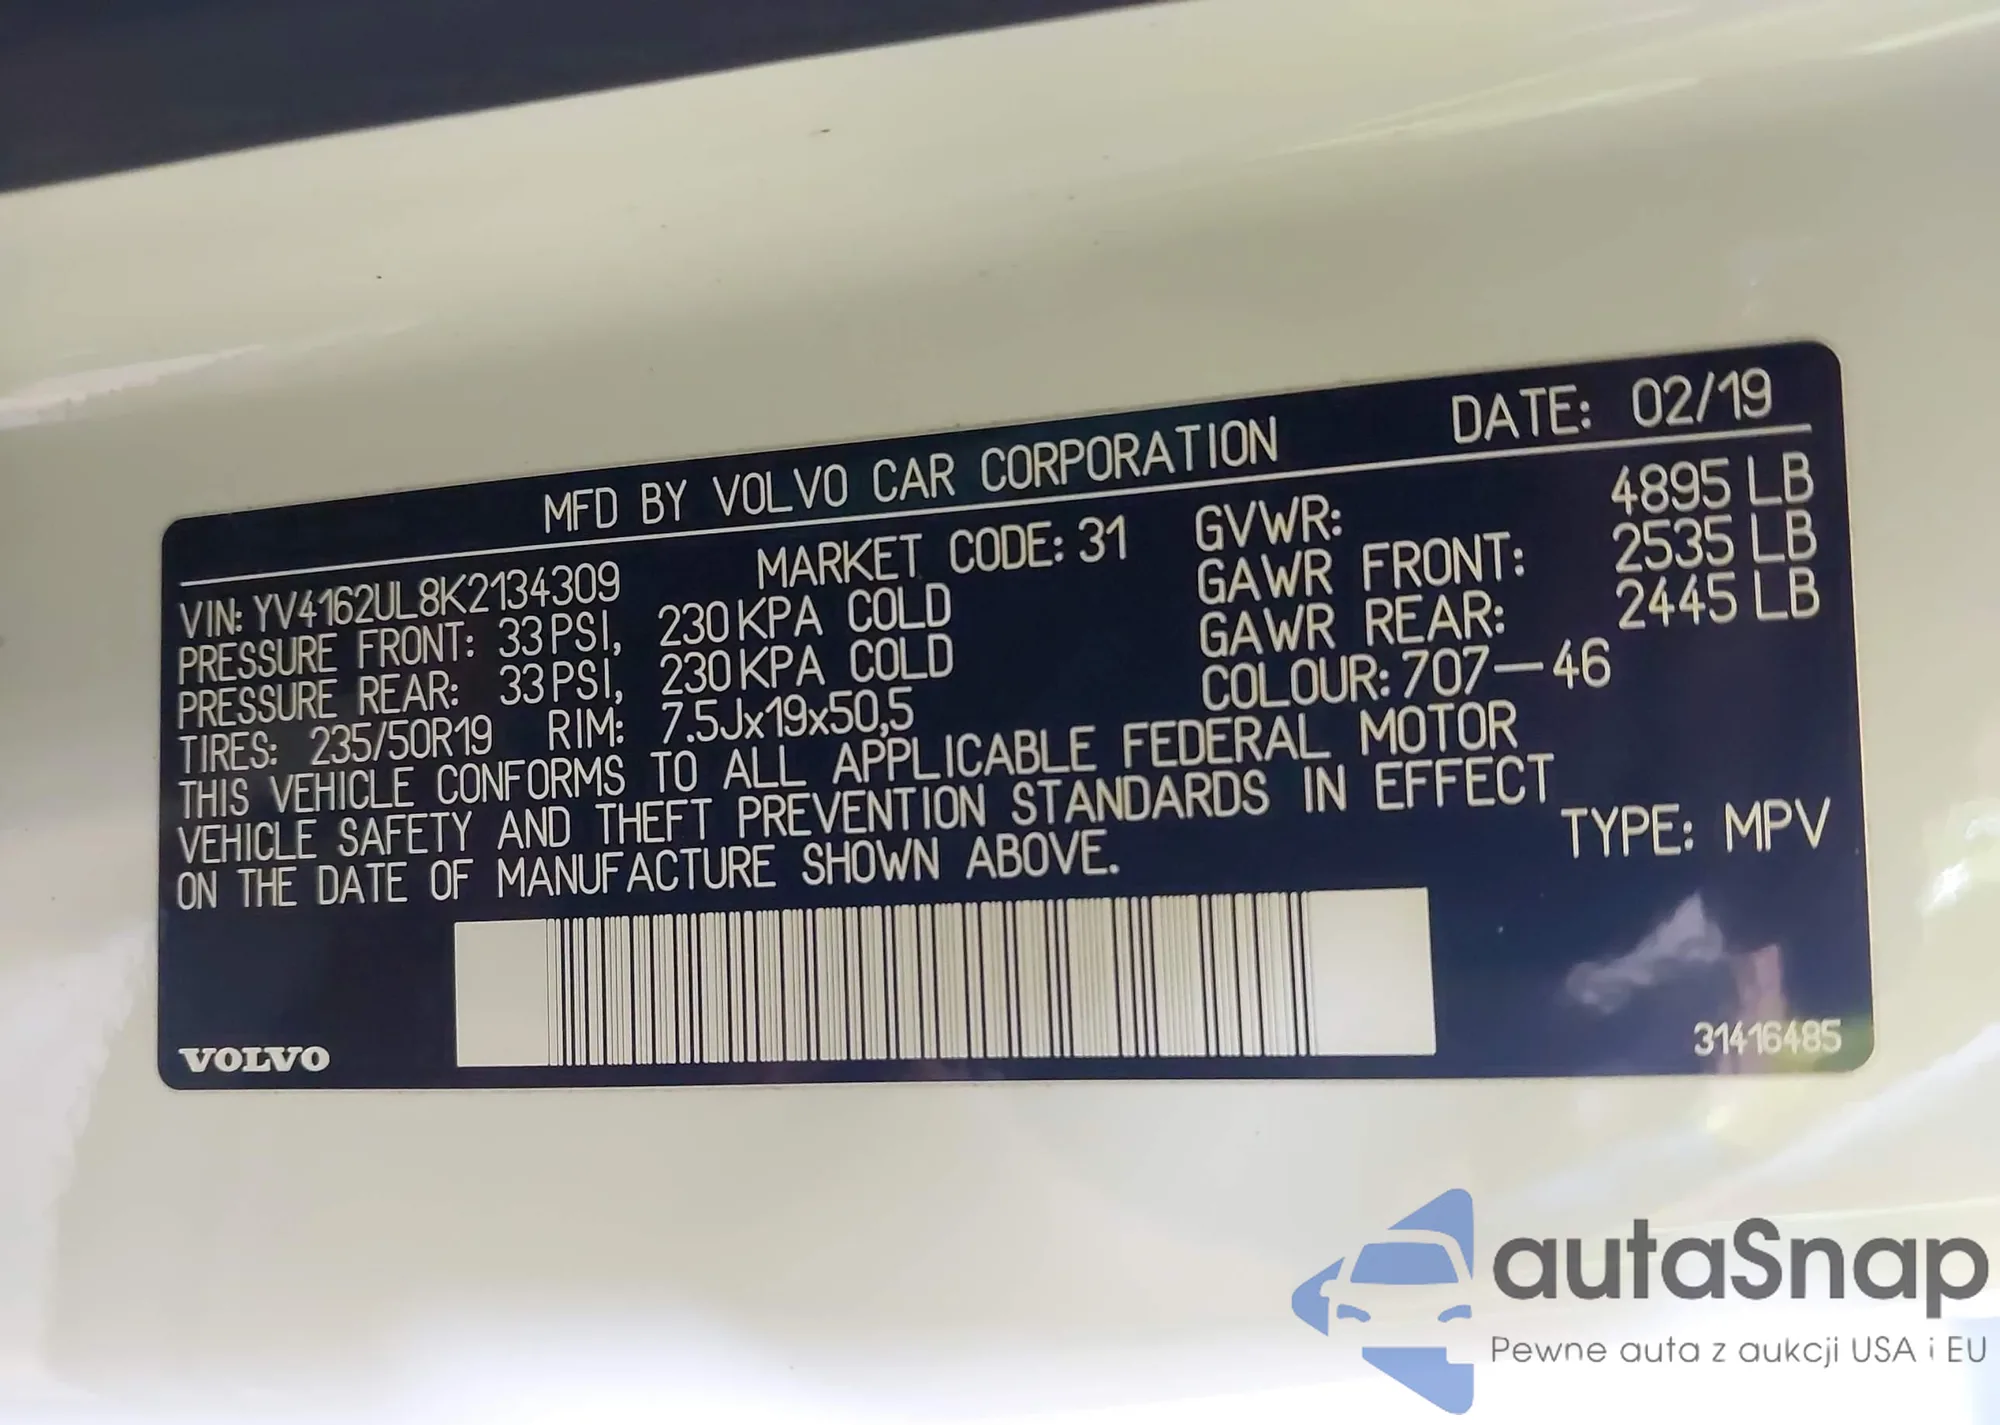 MFD BY VOLVO CAR CORPORATION DATE: 02/19
VIN: YV4162UL8K2134309 MARKET CODE: 31 GVWR: 4895 LB
PRESSURE FRONT: 33 PSI, 230 KPA COLD GAWR FRONT: 2535 LB
PRESSURE REAR: 33 PSI, 230 KPA COLD GAWR REAR: 2445 LB
TIRES: 235/50R19 RIM: 7.5Jx19x50,5 COLOUR: 707-46
THIS VEHICLE CONFORMS TO ALL APPLICABLE FEDERAL MOTOR
VEHICLE SAFETY AND THEFT PREVENTION STANDARDS IN EFFECT
ON THE DATE OF MANUFACTURE SHOWN ABOVE. TYPE: MPV
VOLVO 31416485
autaSnap
Pewne auta z aukcji USA i EU